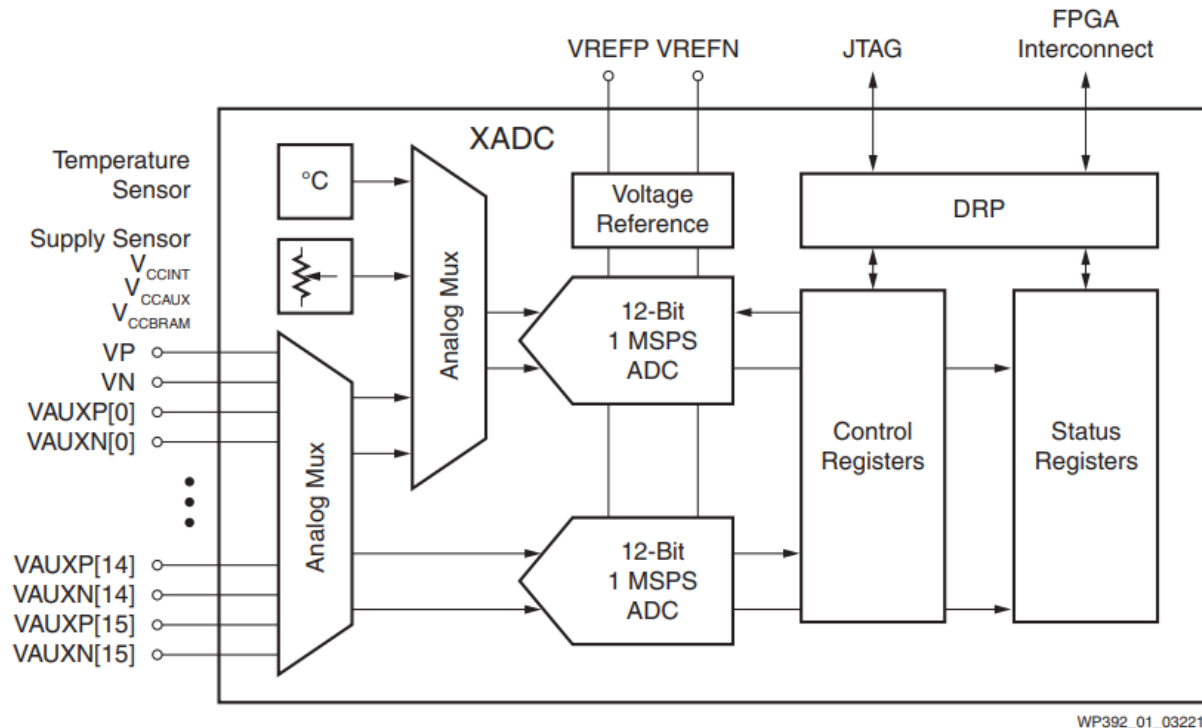 FPGA
Interconnect
VREFP VREFN
JTAG
XADC
Temperature
Sensor
°C
Voltage
Reference
DRP
Supply Sensor
VCCINT
VCCAUX
VCCBRAM
Analog Mux
12-Bit
1 MSPS
ADC
VP
VN
VAUXP[0]
VAUXN[0]
Analog Mux
Control
Registers
Status
Registers
VAUXP[14]
VAUXN[14]
VAUXP[15]
VAUXN[15]
12-Bit
1 MSPS
ADC
WP392_01_03221